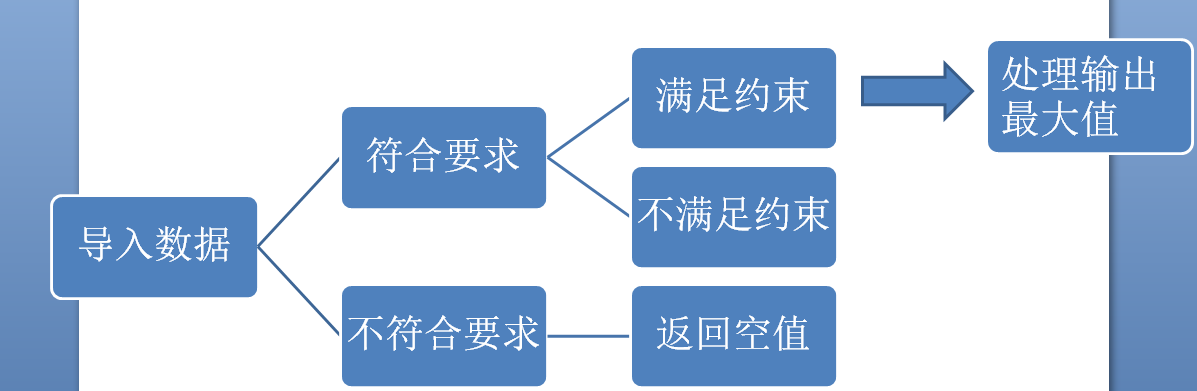 导入数据
符合要求
不符合要求
满足约束
不满足约束
返回空值
处理输出
最大值